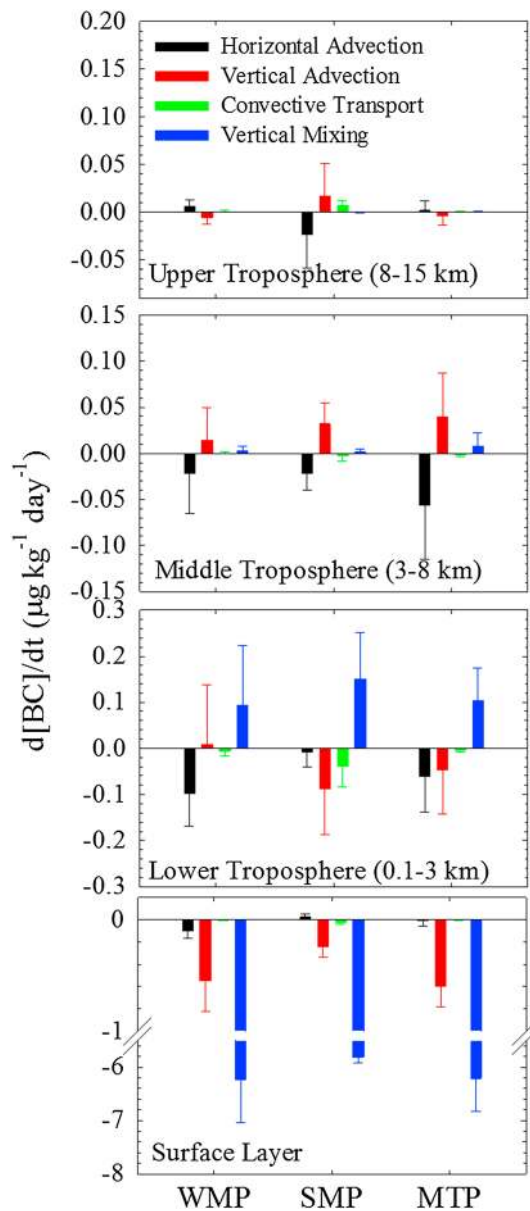 0.20
Horizontal Advection
0.15
Vertical Advection
0.10
Convective Transport
Vertical Mixing
0.05
0.00
-0.05
Upper Troposphere (8-15 km)
0.15
0.10
0.05
0.00
-0.05
-0.10
Middle Troposphere (3-8 km)
-0.15
0.2
0.1
0.0
-0.1
-0.2
Lower Troposphere (0.1-3 km)
-0.3
0
-1
-6
-7
Surface Layer
-8
WMP SMP MTP
d[BC]/dt (μg kg⁻¹ day⁻¹)